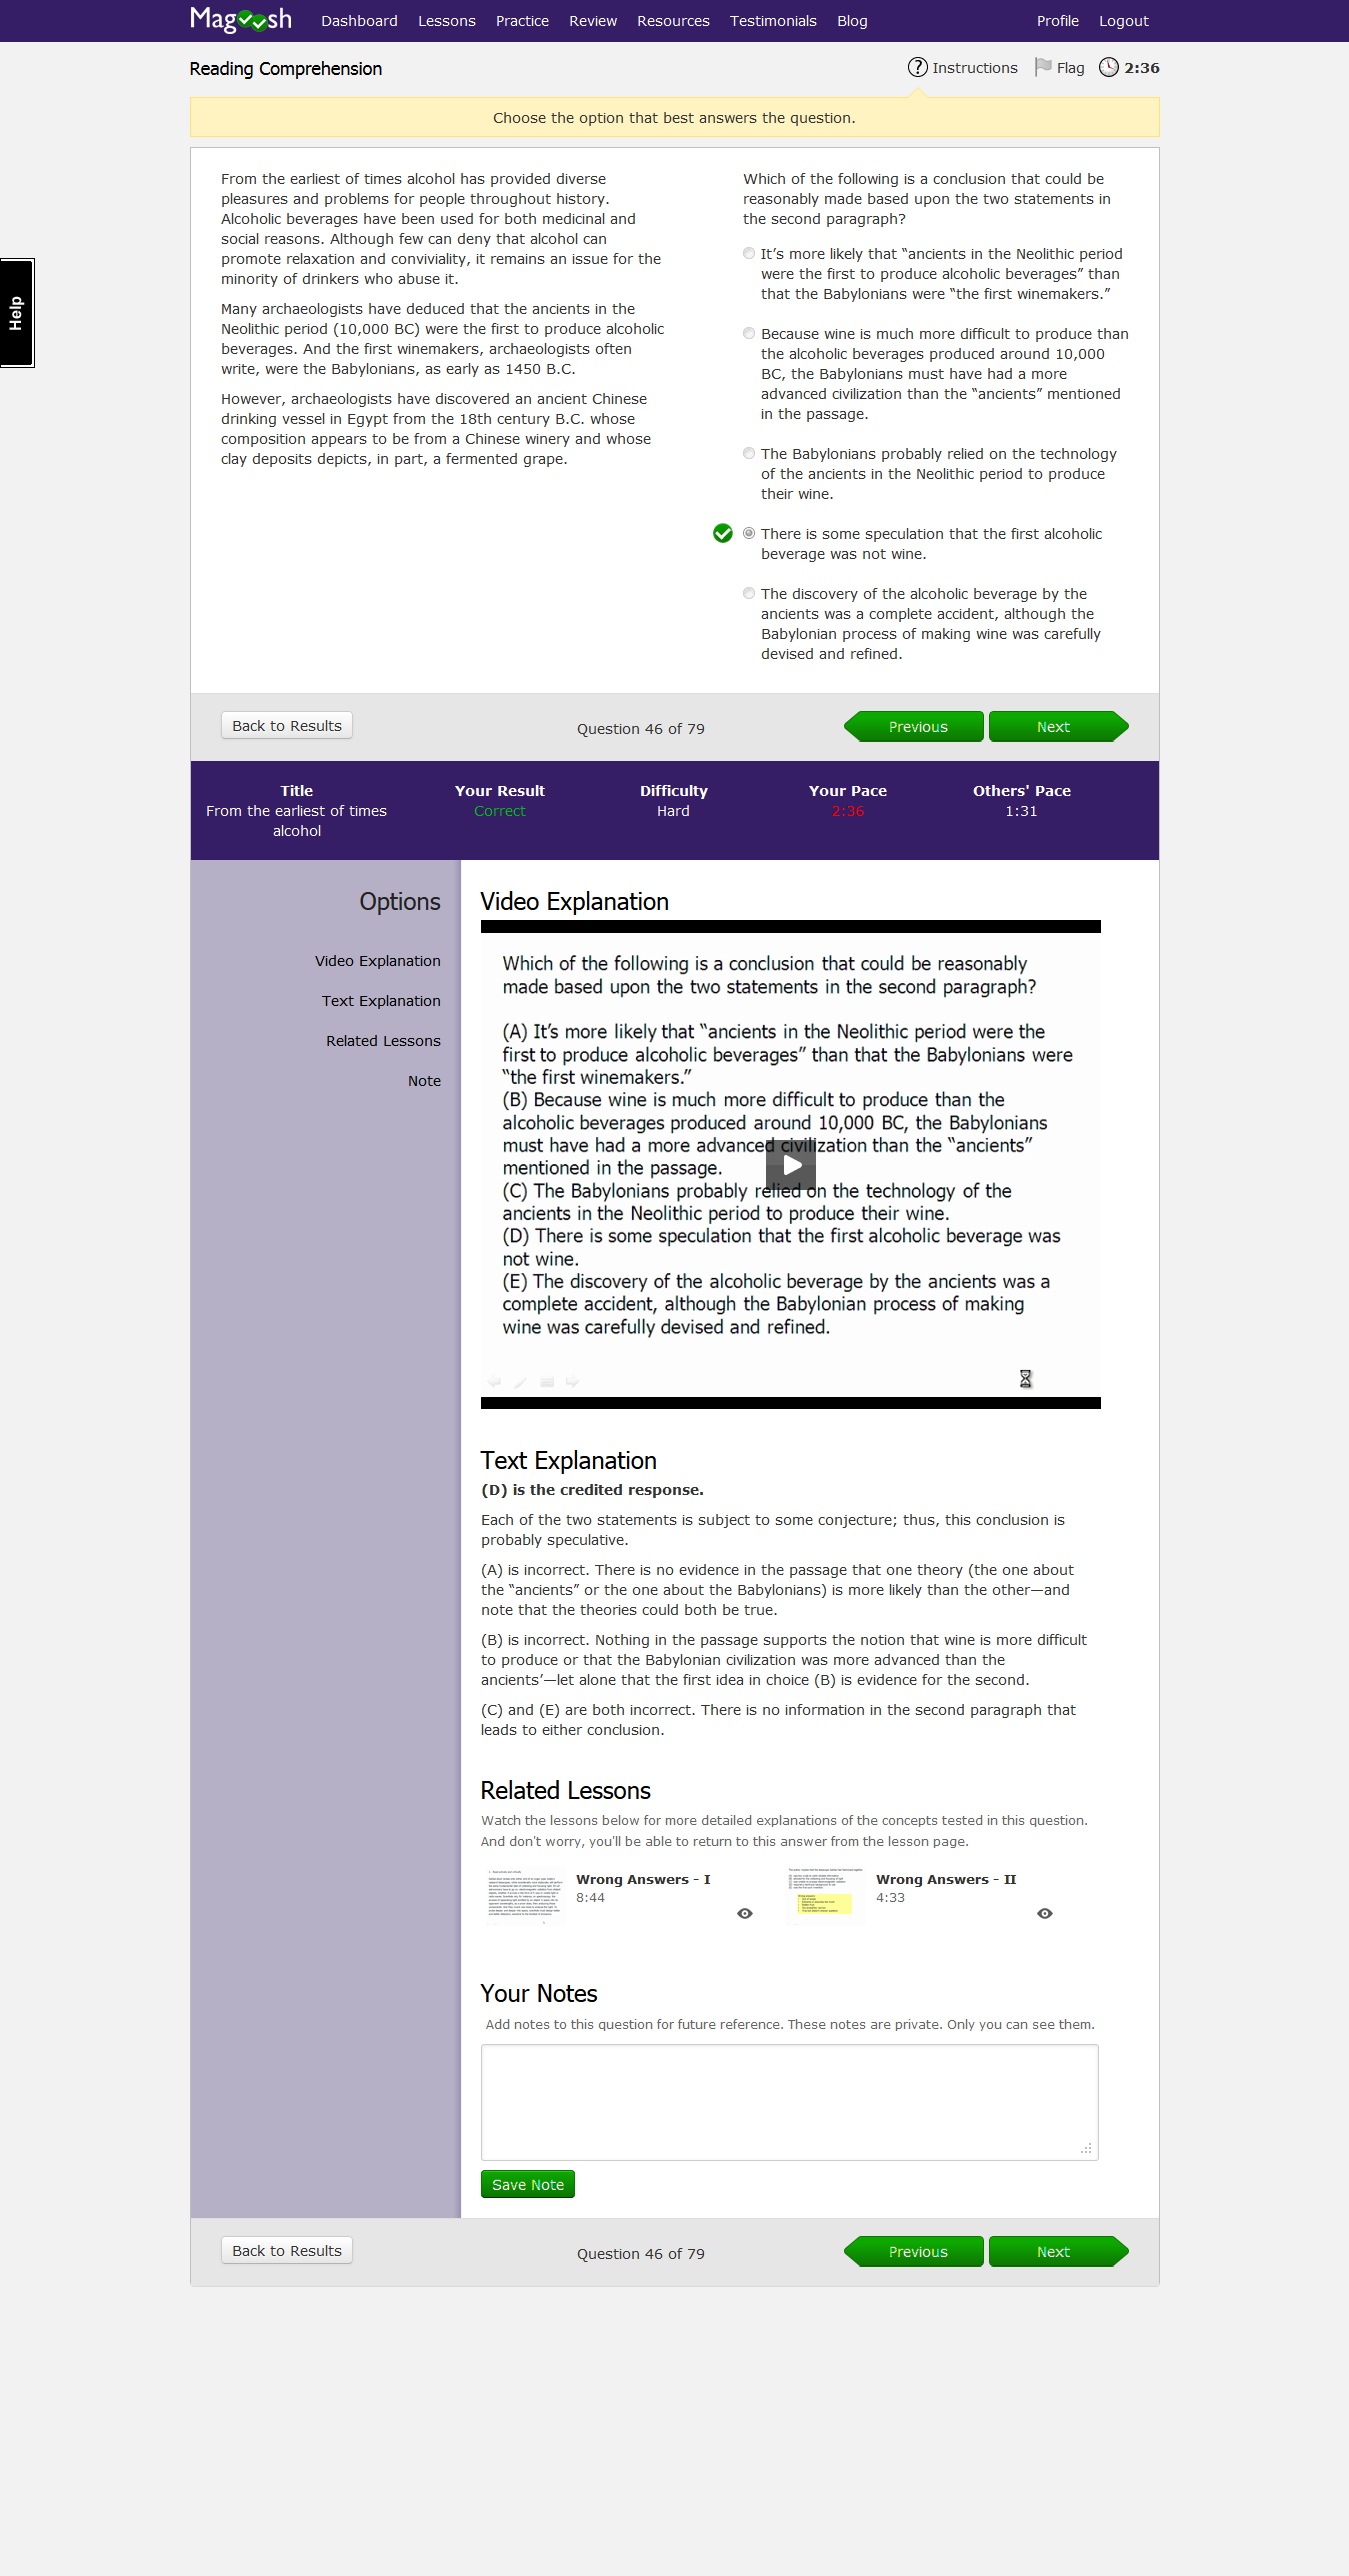 Magoosh Dashboard Lessons Practice Review Resources Testimonials Blog Profile Logout
Reading Comprehension
Instructions Flag 2:36
Choose the option that best answers the question.
Help
From the earliest of times alcohol has provided diverse
pleasures and problems for people throughout history.
Alcoholic beverages have been used for both medicinal and
social reasons. Although few can deny that alcohol can
promote relaxation and conviviality, it remains an issue for the
minority of drinkers who abuse it.
Many archaeologists have deduced that the ancients in the
Neolithic period (10,000 BC) were the first to produce alcoholic
beverages. And the first winemakers, archaeologists often
write, were the Babylonians, as early as 1450 B.C.
However, archaeologists have discovered an ancient Chinese
drinking vessel in Egypt from the 18th century B.C. whose
composition appears to be from a Chinese winery and whose
clay deposits depicts, in part, a fermented grape.
Which of the following is a conclusion that could be
reasonably made based upon the two statements in
the second paragraph?
It’s more likely that “ancients in the Neolithic period
were the first to produce alcoholic beverages” than
that the Babylonians were “the first winemakers.”
Because wine is much more difficult to produce than
the alcoholic beverages produced around 10,000
BC, the Babylonians must have had a more
advanced civilization than the “ancients” mentioned
in the passage.
The Babylonians probably relied on the technology
of the ancients in the Neolithic period to produce
their wine.
There is some speculation that the first alcoholic
beverage was not wine.
The discovery of the alcoholic beverage by the
ancients was a complete accident, although the
Babylonian process of making wine was carefully
devised and refined.
Back to Results Question 46 of 79 Previous Next
Title Your Result Difficulty Your Pace Others' Pace
From the earliest of times Correct Hard 2:36 1:31
alcohol
Options
Video Explanation
Text Explanation
Related Lessons
Note
Video Explanation
Which of the following is a conclusion that could be reasonably
made based upon the two statements in the second paragraph?
(A) It’s more likely that “ancients in the Neolithic period were the
first to produce alcoholic beverages” than that the Babylonians were
“the first winemakers.”
(B) Because wine is much more difficult to produce than the
alcoholic beverages produced around 10,000 BC, the Babylonians
must have had a more advanced civilization than the “ancients”
mentioned in the passage.
(C) The Babylonians probably relied on the technology of the
ancients in the Neolithic period to produce their wine.
(D) There is some speculation that the first alcoholic beverage was
not wine.
(E) The discovery of the alcoholic beverage by the ancients was a
complete accident, although the Babylonian process of making
wine was carefully devised and refined.
Text Explanation
(D) is the credited response.
Each of the two statements is subject to some conjecture; thus, this conclusion is
probably speculative.
(A) is incorrect. There is no evidence in the passage that one theory (the one about
the “ancients” or the one about the Babylonians) is more likely than the other—and
note that the theories could both be true.
(B) is incorrect. Nothing in the passage supports the notion that wine is more difficult
to produce or that the Babylonian civilization was more advanced than the
ancients’—let alone that the first idea in choice (B) is evidence for the second.
(C) and (E) are both incorrect. There is no information in the second paragraph that
leads to either conclusion.
Related Lessons
Watch the lessons below for more detailed explanations of the concepts tested in this question.
And don't worry, you'll be able to return to this answer from the lesson page.
Wrong Answers - I
8:44
Wrong Answers - II
4:33
Your Notes
Add notes to this question for future reference. These notes are private. Only you can see them.
Save Note
Back to Results Question 46 of 79 Previous Next